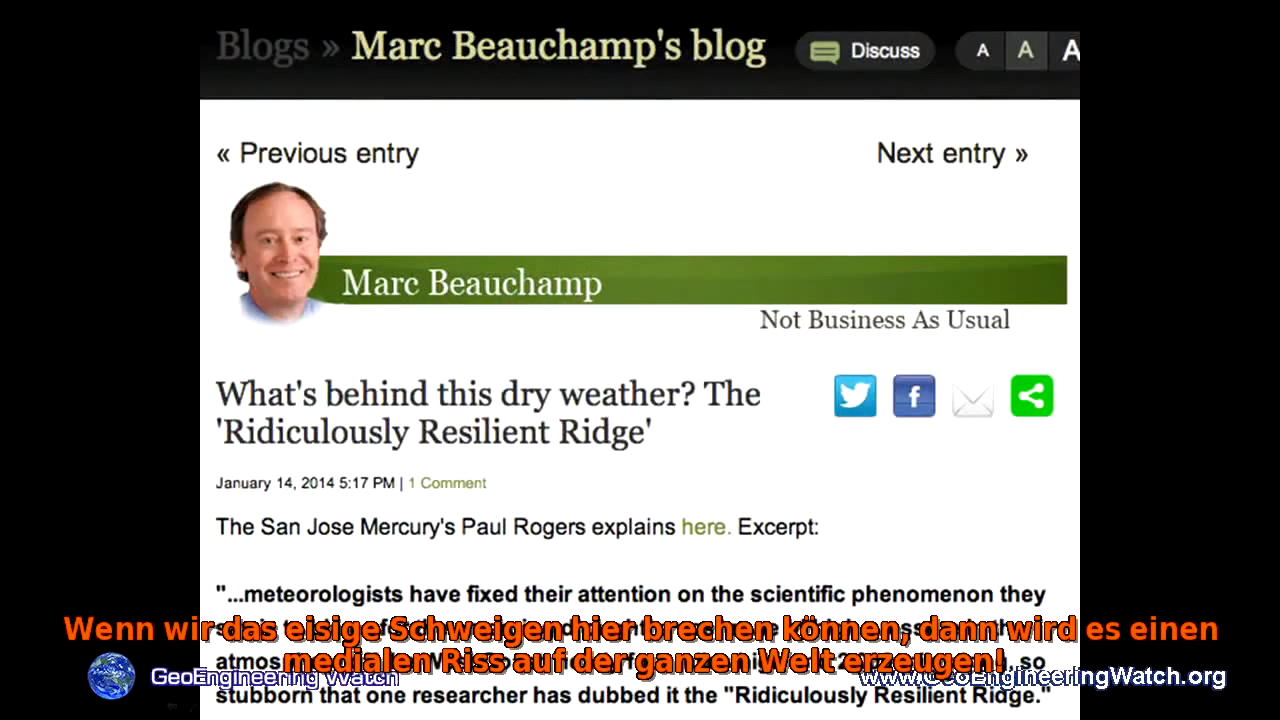 Blogs » Marc Beauchamp's blog
Discuss
A A A
« Previous entry
Next entry »
Marc Beauchamp
Not Business As Usual
What's behind this dry weather? The
'Ridiculously Resilient Ridge'
January 14, 2014 5:17 PM | 1 Comment
The San Jose Mercury's Paul Rogers explains here. Excerpt:
"...meteorologists have fixed their attention on the scientific phenomenon they
Wenn wir das eisige Schweigen hier brechen können, dann wird es einen
medialen Riss auf der ganzen Welt erzeugen!
so
GeoEngineering Watch
www.GeoEngineeringWatch.org
stubborn that one researcher has dubbed it the "Ridiculously Resilient Ridge."